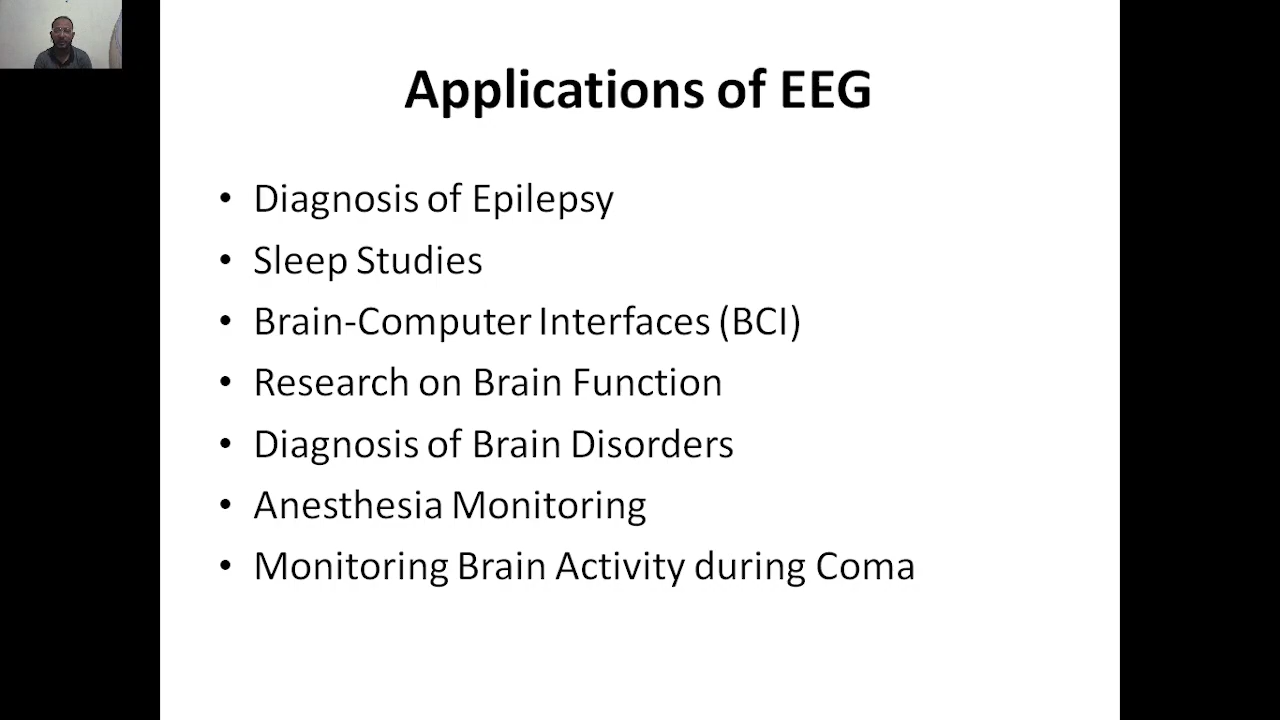 Applications of EEG
• Diagnosis of Epilepsy
• Sleep Studies
• Brain-Computer Interfaces (BCI)
• Research on Brain Function
• Diagnosis of Brain Disorders
• Anesthesia Monitoring
• Monitoring Brain Activity during Coma